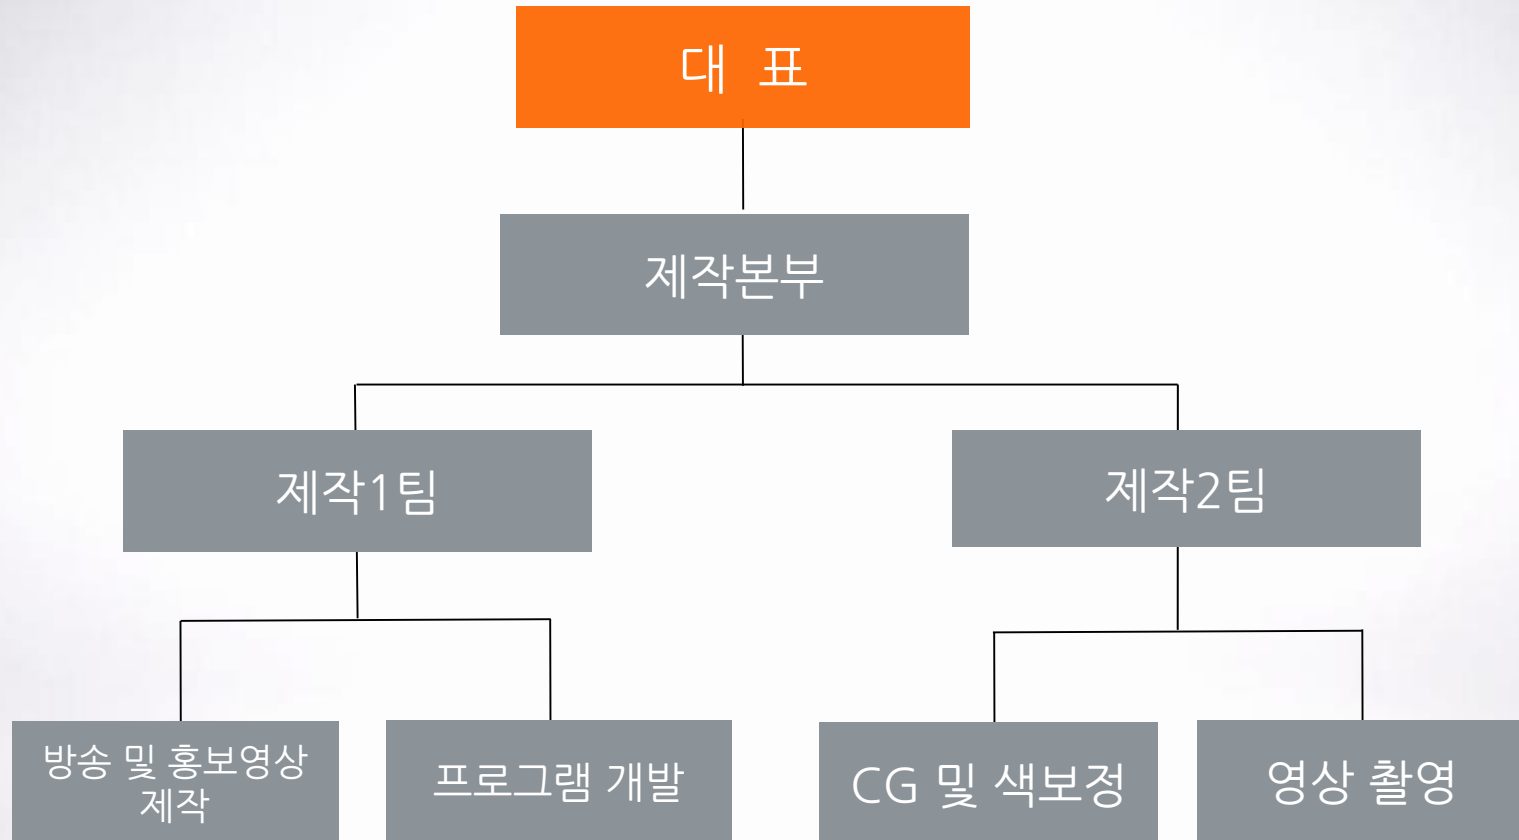 대 표
제작본부
제작1팀
제작2팀
방송 및 홍보영상
제작
프로그램 개발
CG 및 색보정
영상 촬영